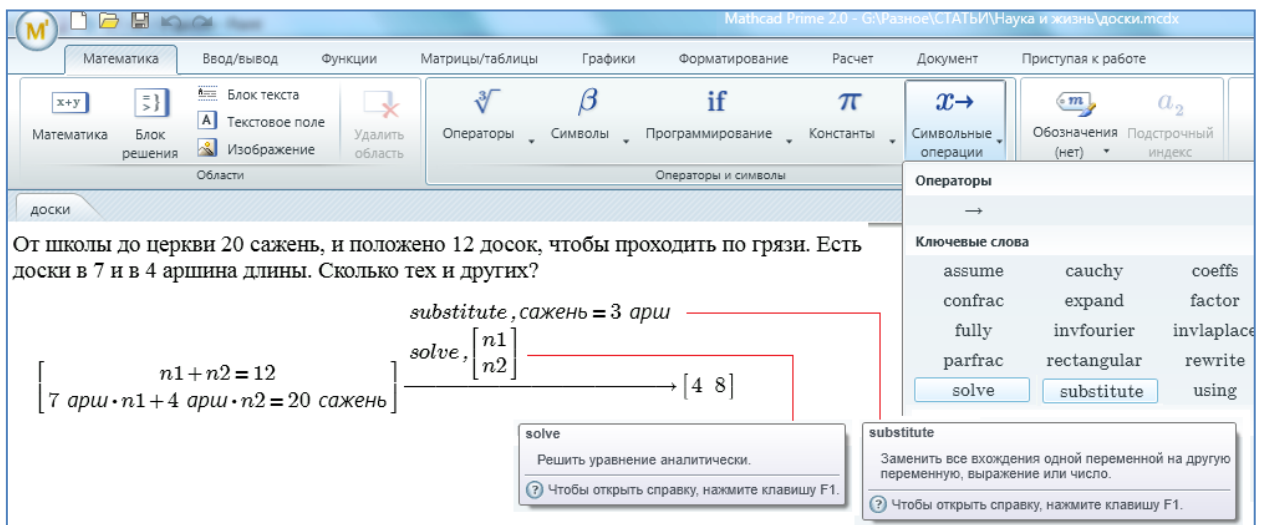 Mathcad Prime 2.0 - G:\Разное\СТАТЬИ\Наука и жизнь\доски.mcdx
Математика Ввод/вывод Функции Матрицы/таблицы Графики Форматирование Расчет Документ Приступая к работе
x+y Математика
Блок решения
Блок текста
A Текстовое поле
Изображение
Удалить область
Области
∛ Операторы
β Символы
if Программирование
π Константы
Операторы и символы
x→ Символьные операции
m Обозначения (нет)
a₂ Подстрочный индекс
доски
От школы до церкви 20 сажень, и положено 12 досок, чтобы проходить по грязи. Есть
доски в 7 и в 4 аршина длины. Сколько тех и других?
substitute , сажень = 3 арш
solve , [n1
n2]
[n1 + n2 = 12
7 арш · n1 + 4 арш · n2 = 20 сажень] → [4 8]
Операторы
→
Ключевые слова
assume cauchy coeffs
confrac expand factor
fully invfourier invlaplace
parfrac rectangular rewrite
solve substitute using
solve
Решить уравнение аналитически.
? Чтобы открыть справку, нажмите клавишу F1.
substitute
Заменить все вхождения одной переменной на другую
переменную, выражение или число.
? Чтобы открыть справку, нажмите клавишу F1.